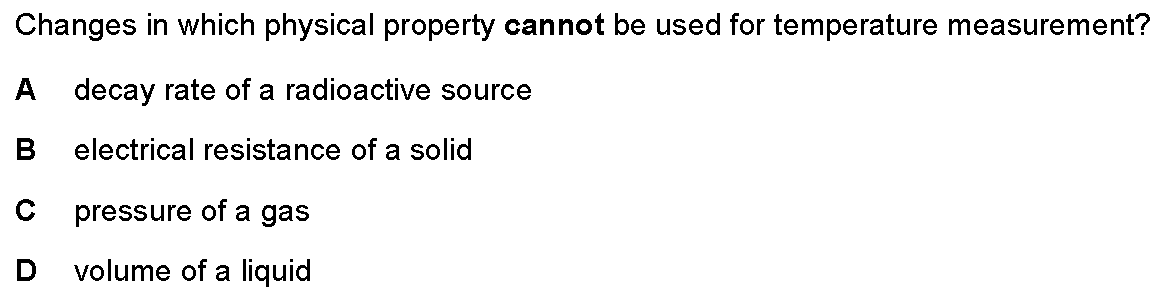 Changes in which physical property cannot be used for temperature measurement?
A decay rate of a radioactive source
B electrical resistance of a solid
C pressure of a gas
D volume of a liquid